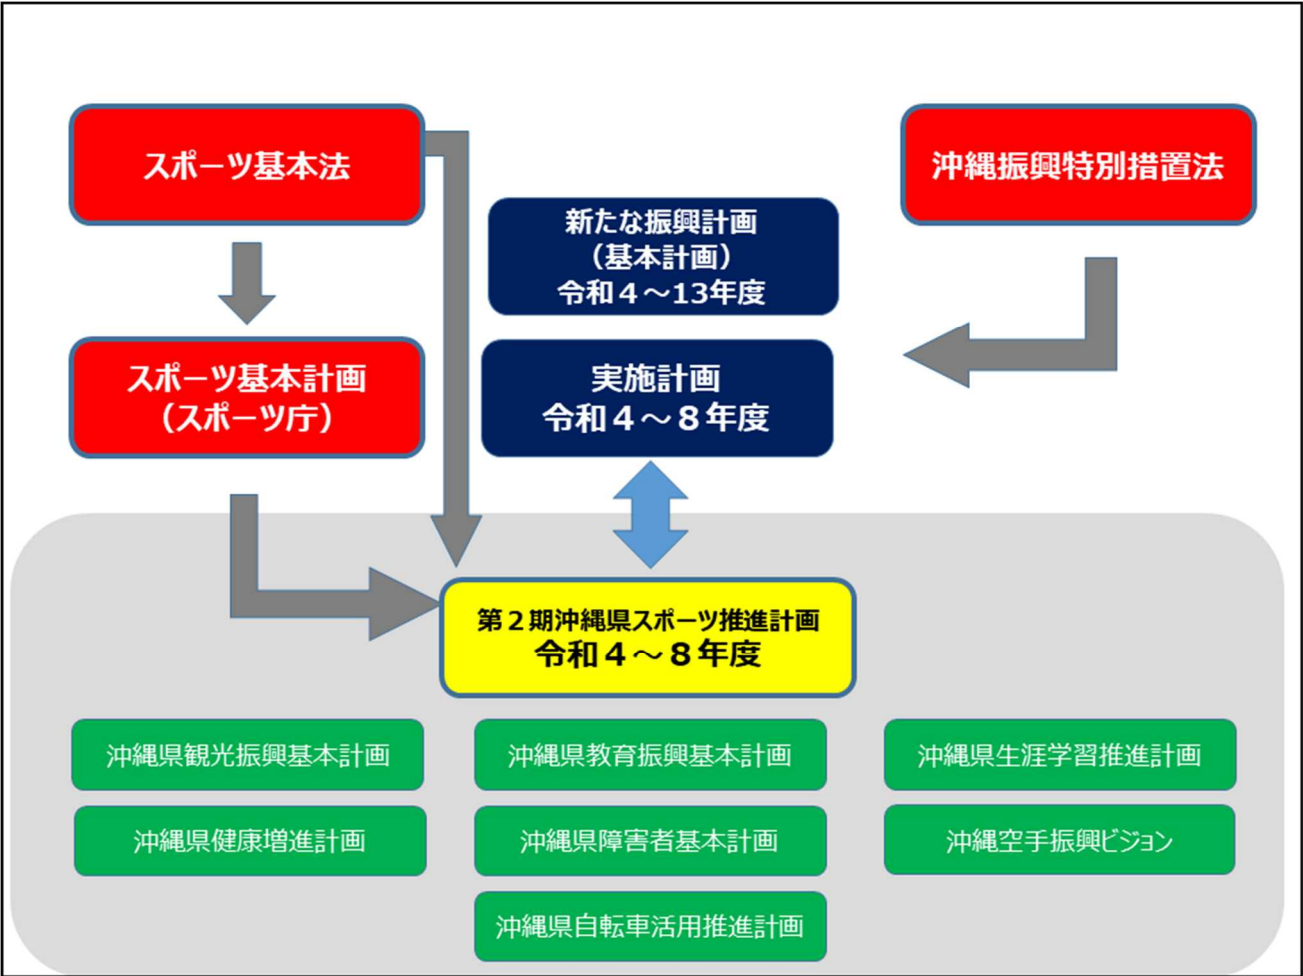 スポーツ基本法
沖縄振興特別措置法
新たな振興計画
（基本計画）
令和４～13年度
スポーツ基本計画
（スポーツ庁）
実施計画
令和４～８年度
第２期沖縄県スポーツ推進計画
令和４～８年度
沖縄県観光振興基本計画
沖縄県教育振興基本計画
沖縄県生涯学習推進計画
沖縄県健康増進計画
沖縄県障害者基本計画
沖縄空手振興ビジョン
沖縄県自転車活用推進計画